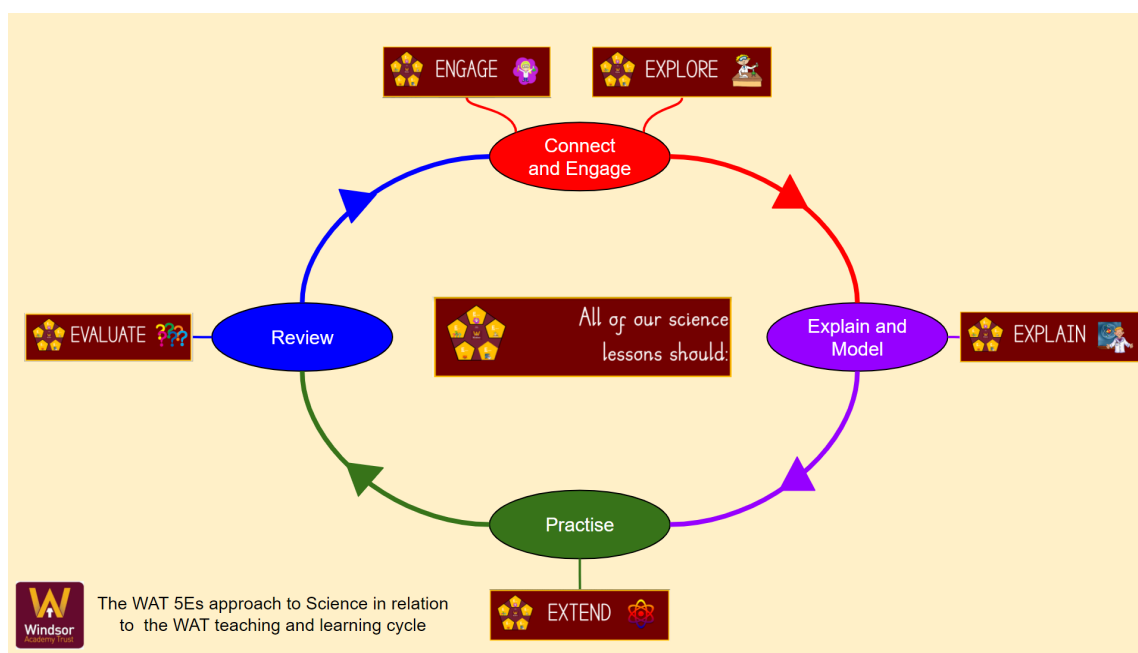 ENGAGE
EXPLORE
Connect
and Engage
EVALUATE
Review
All of our science
lessons should:
Explain and
Model
EXPLAIN
Practise
EXTEND
W
Windsor
Academy Trust
The WAT 5Es approach to Science in relation
to the WAT teaching and learning cycle